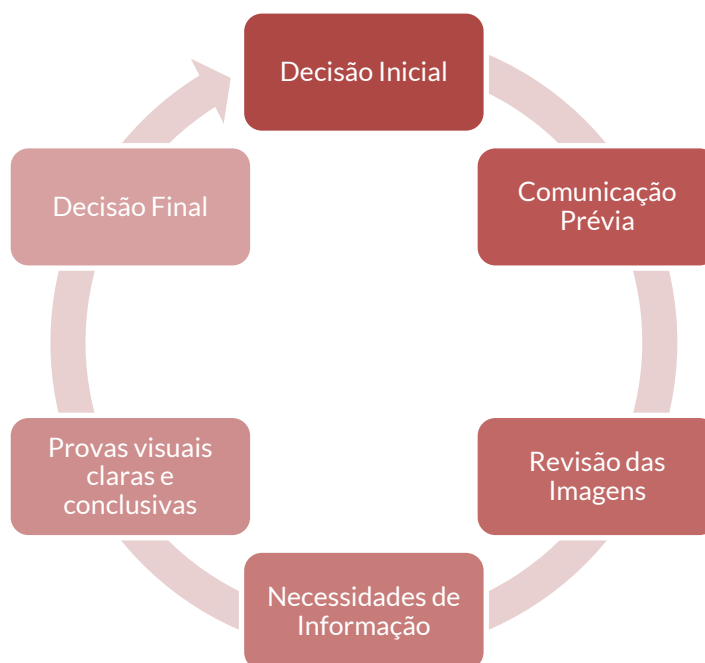 Decisão Inicial
Comunicação
Prévia
Revisão das
Imagens
Necessidades de
Informação
Provas visuais
claras e
conclusivas
Decisão Final